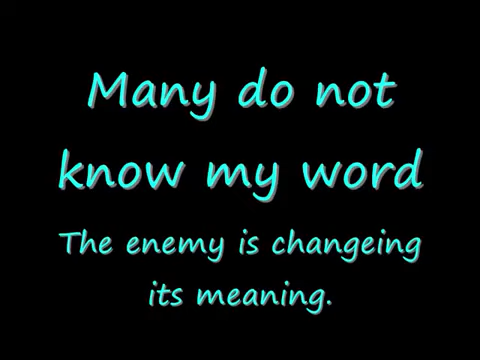 Many do not
know my word
The enemy is changeing
its meaning.